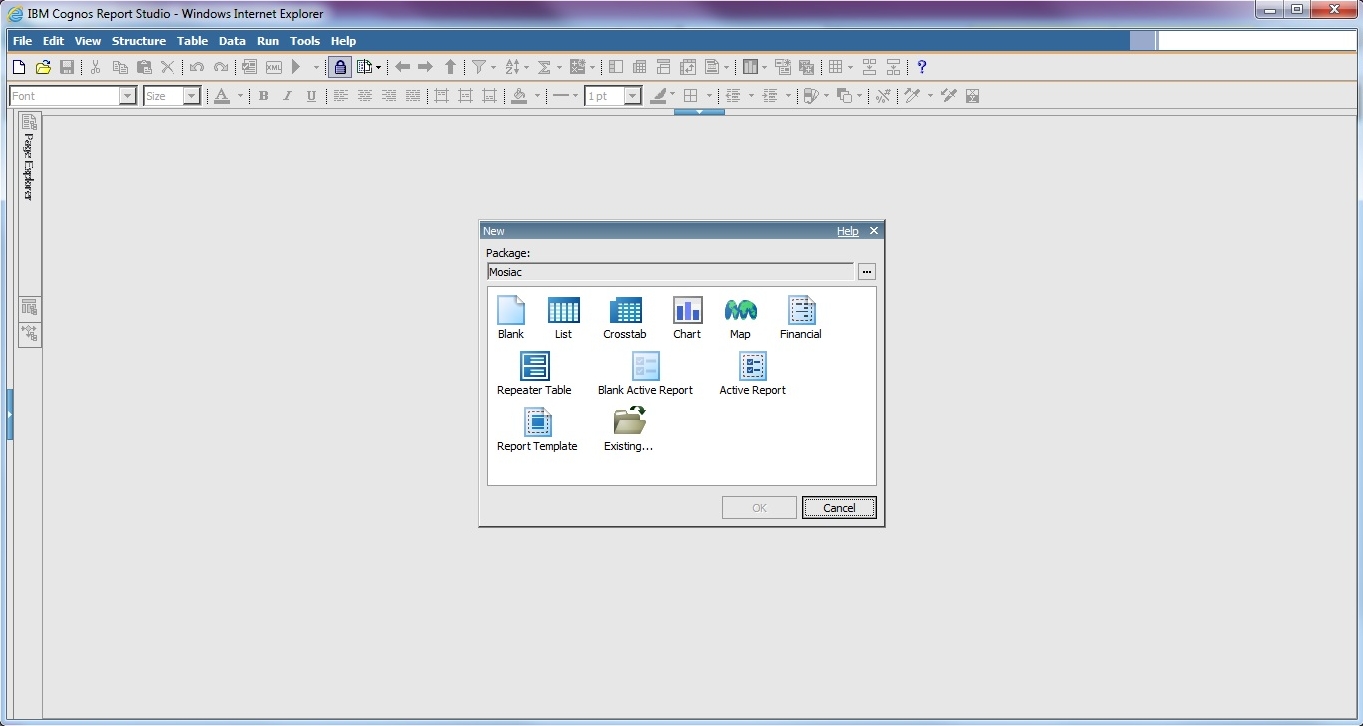 IBM Cognos Report Studio - Windows Internet Explorer
File Edit View Structure Table Data Run Tools Help
XML
?
Font Size A B I U 1 pt
Page Explorer
New Help
Package:
Mosiac
...
Blank List Crosstab Chart Map Financial
Repeater Table Blank Active Report Active Report
Report Template Existing...
OK Cancel